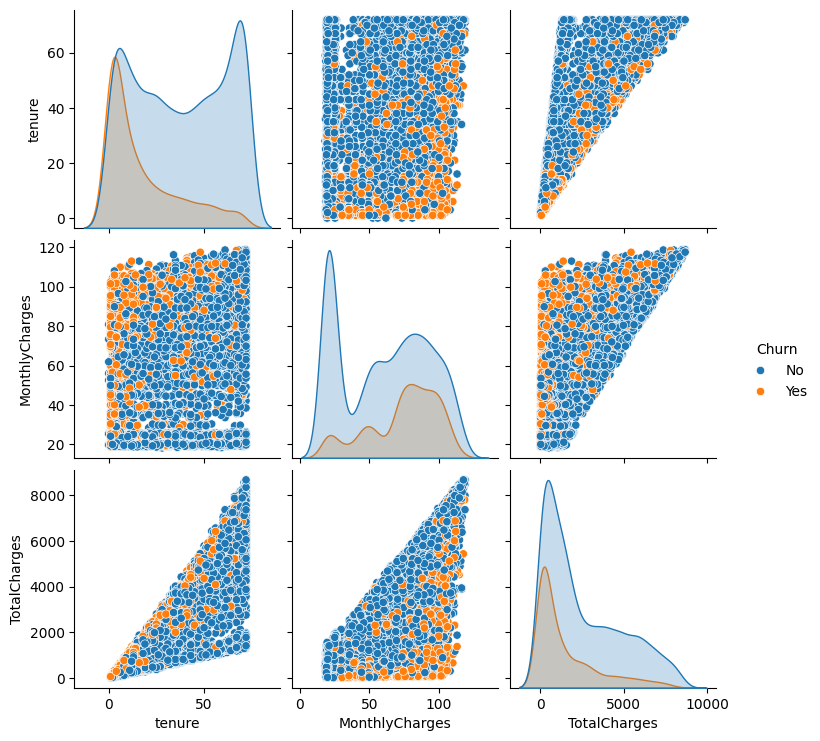 60
40
20
0
tenure
120
100
80
60
40
20
MonthlyCharges
Churn
No
Yes
8000
6000
4000
2000
0
TotalCharges
0 50
0 50 100
0 5000 10000
tenure MonthlyCharges TotalCharges